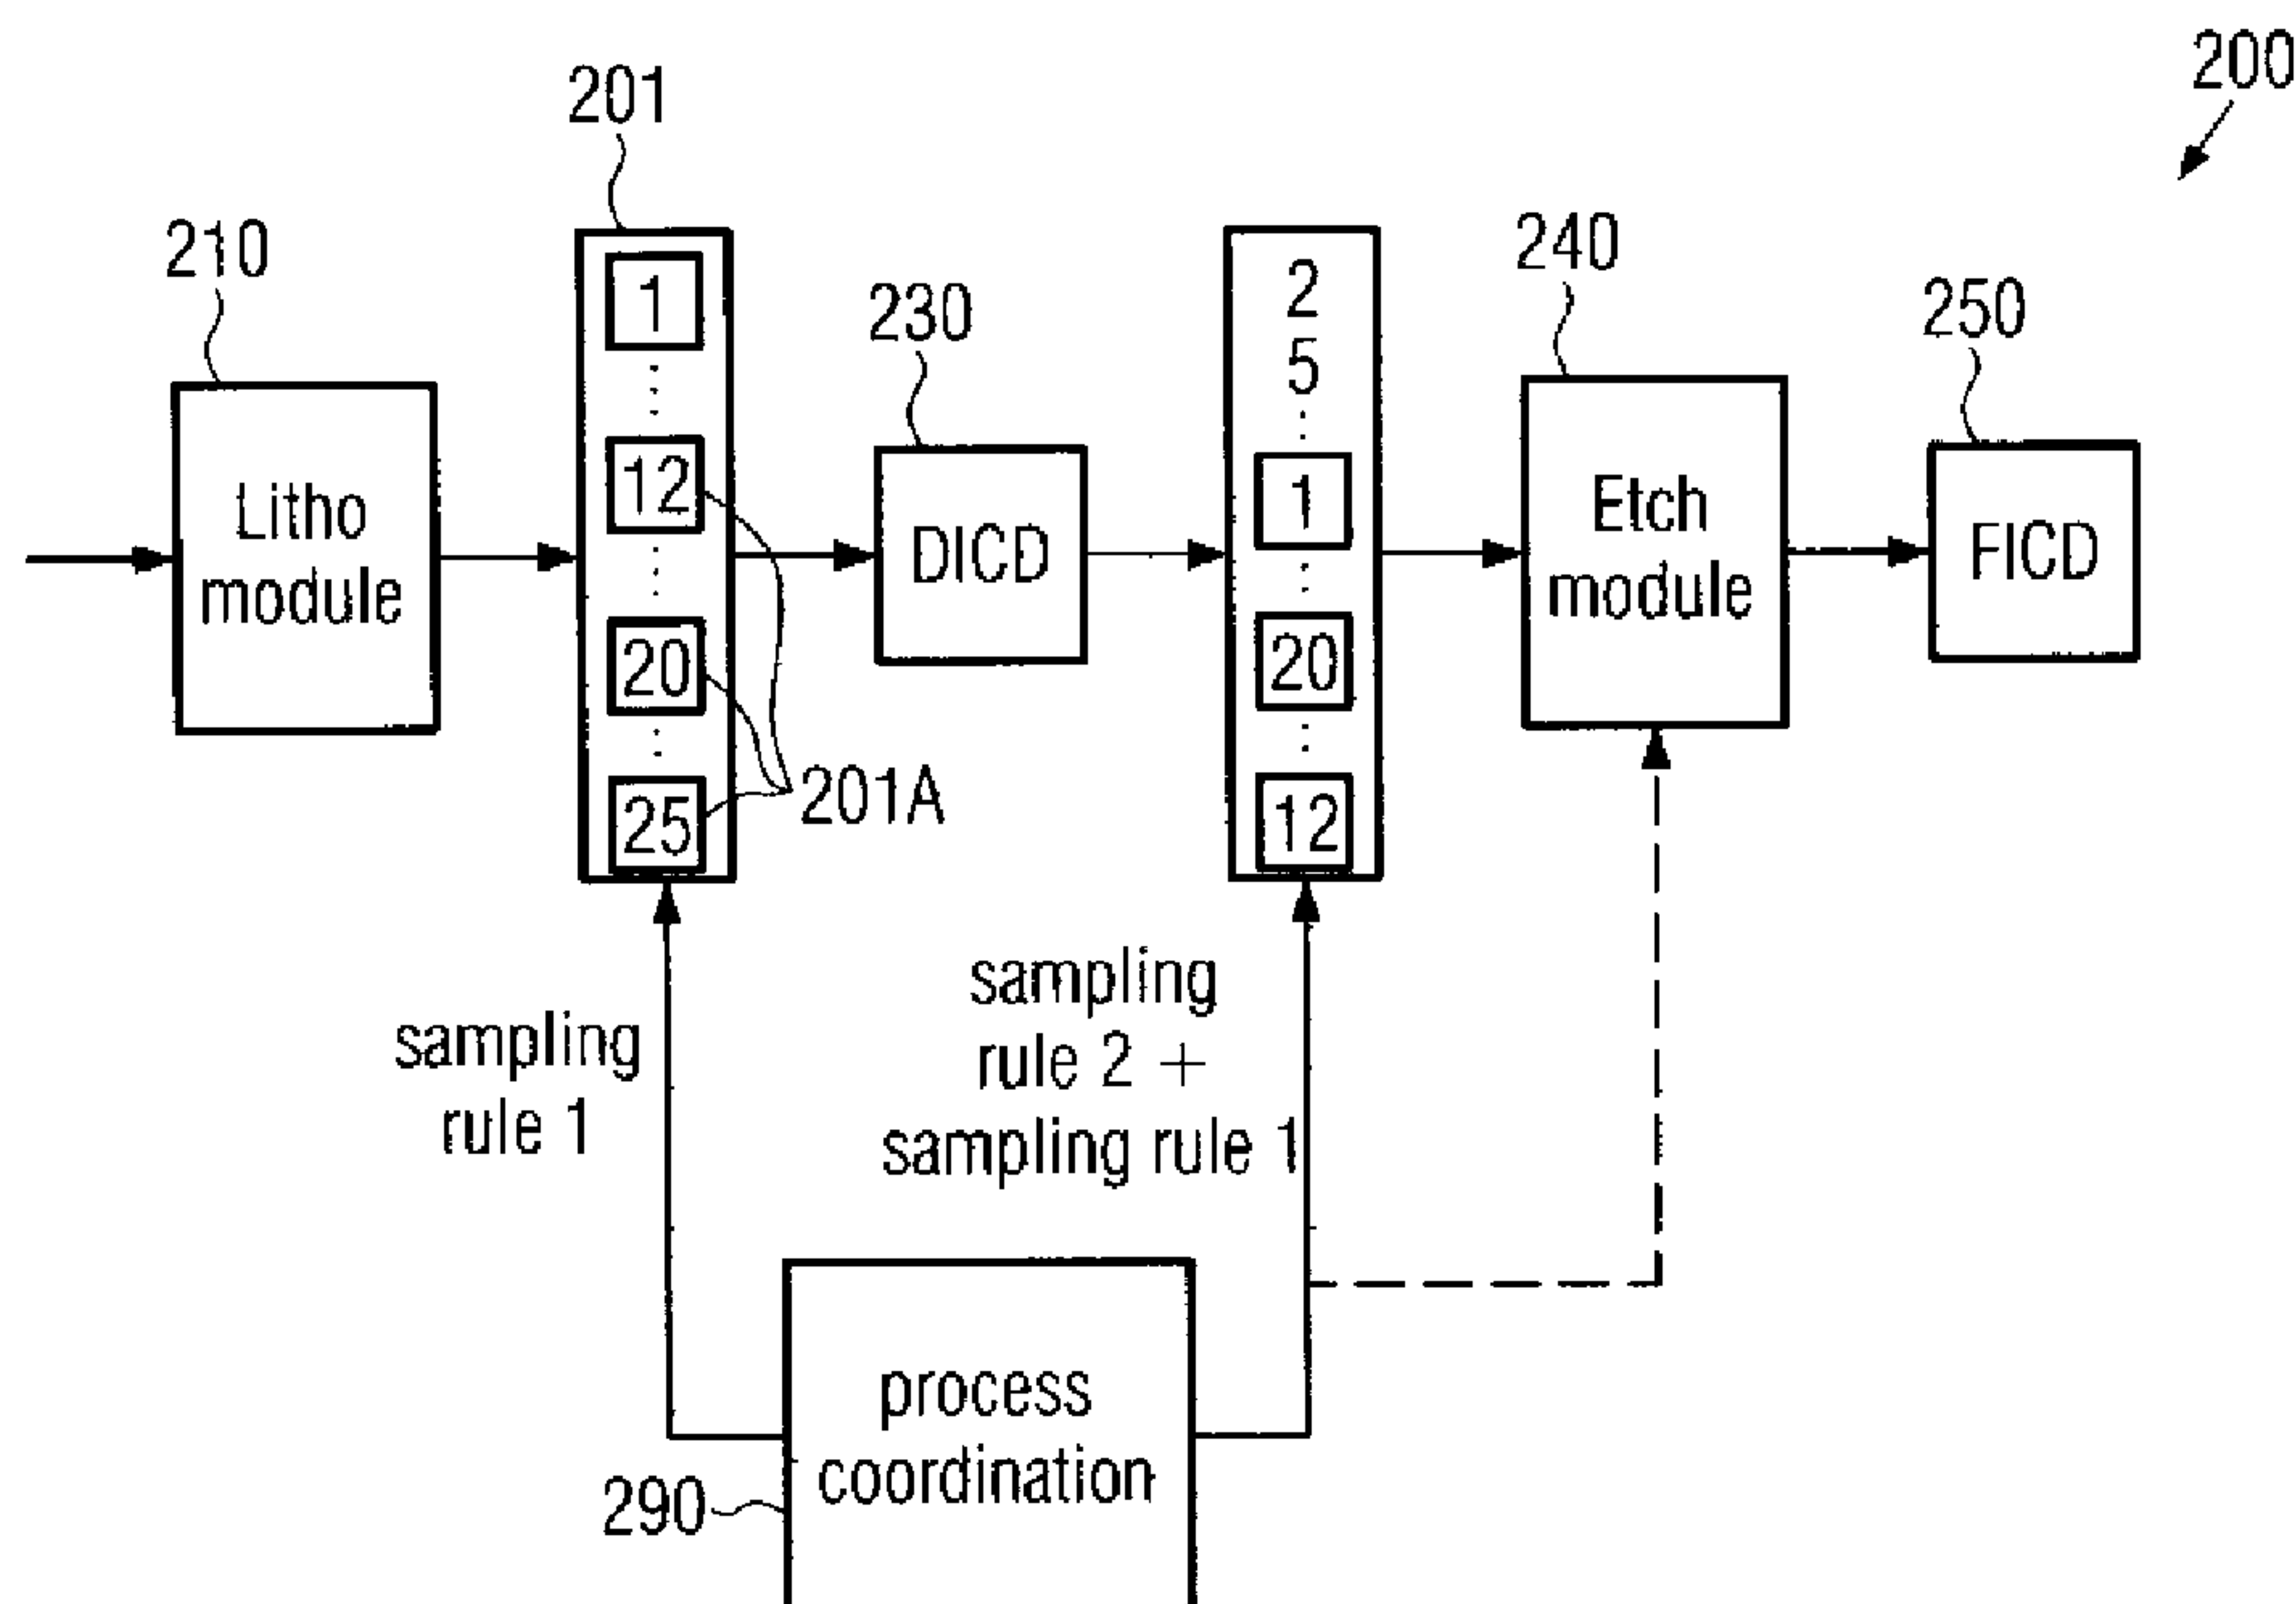 200
201
210
240
230
250
1
12
20
25
201A
2
5
1
20
12
Litho
module
DICD
Etch
module
FICD
sampling
rule 1
sampling
rule 2 +
sampling rule 1
process
coordination
290